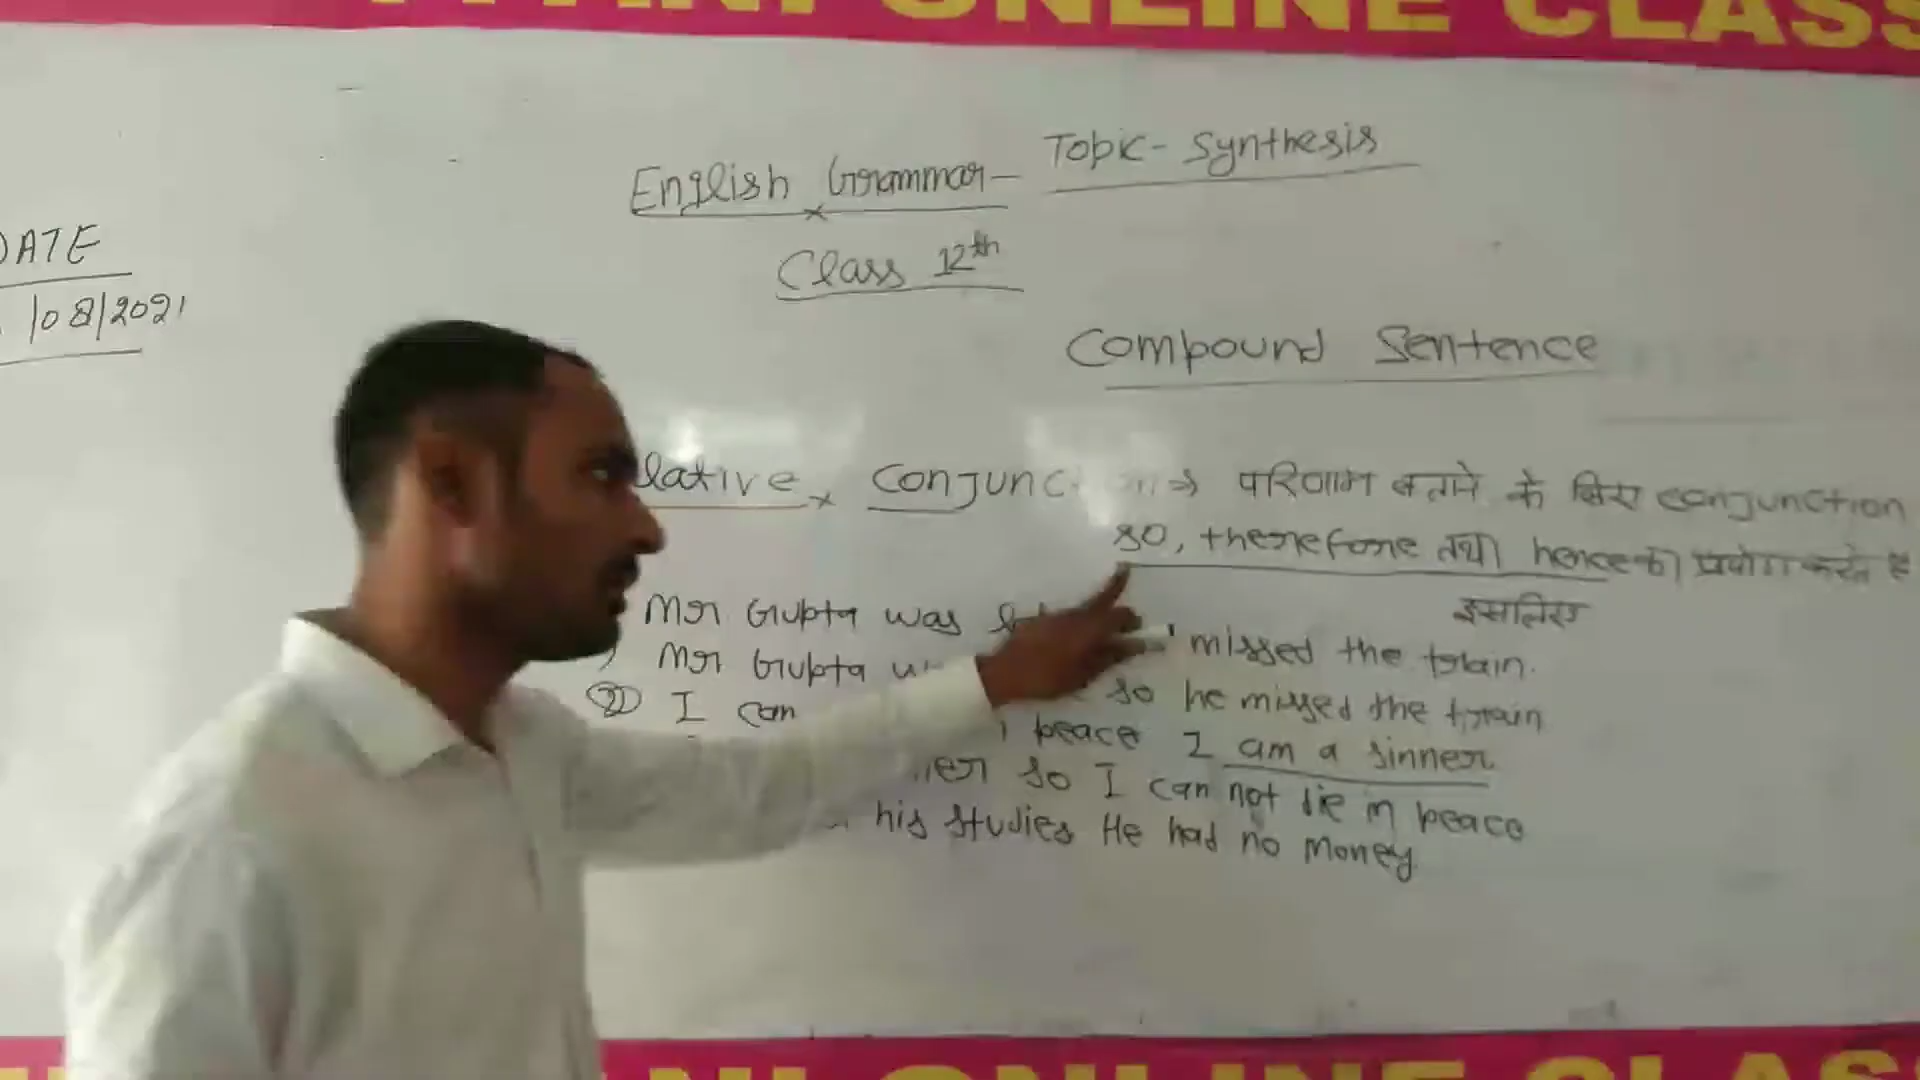 ONLINE CLASS
English Grammar - Topic - Synthesis
Class 12th
DATE
/08/2021
Compound Sentence
lative Conjunc → परिणाम बताने के लिए conjunction
so, therefore तथा hence का प्रयोग करते है
इसलिए
Mr Gupta was missed the train.
Mr Gupta so he missed the train
(2) I can peace I am a sinner
so I can not die in peace
his studies He had no money.
ONLINE CLASS